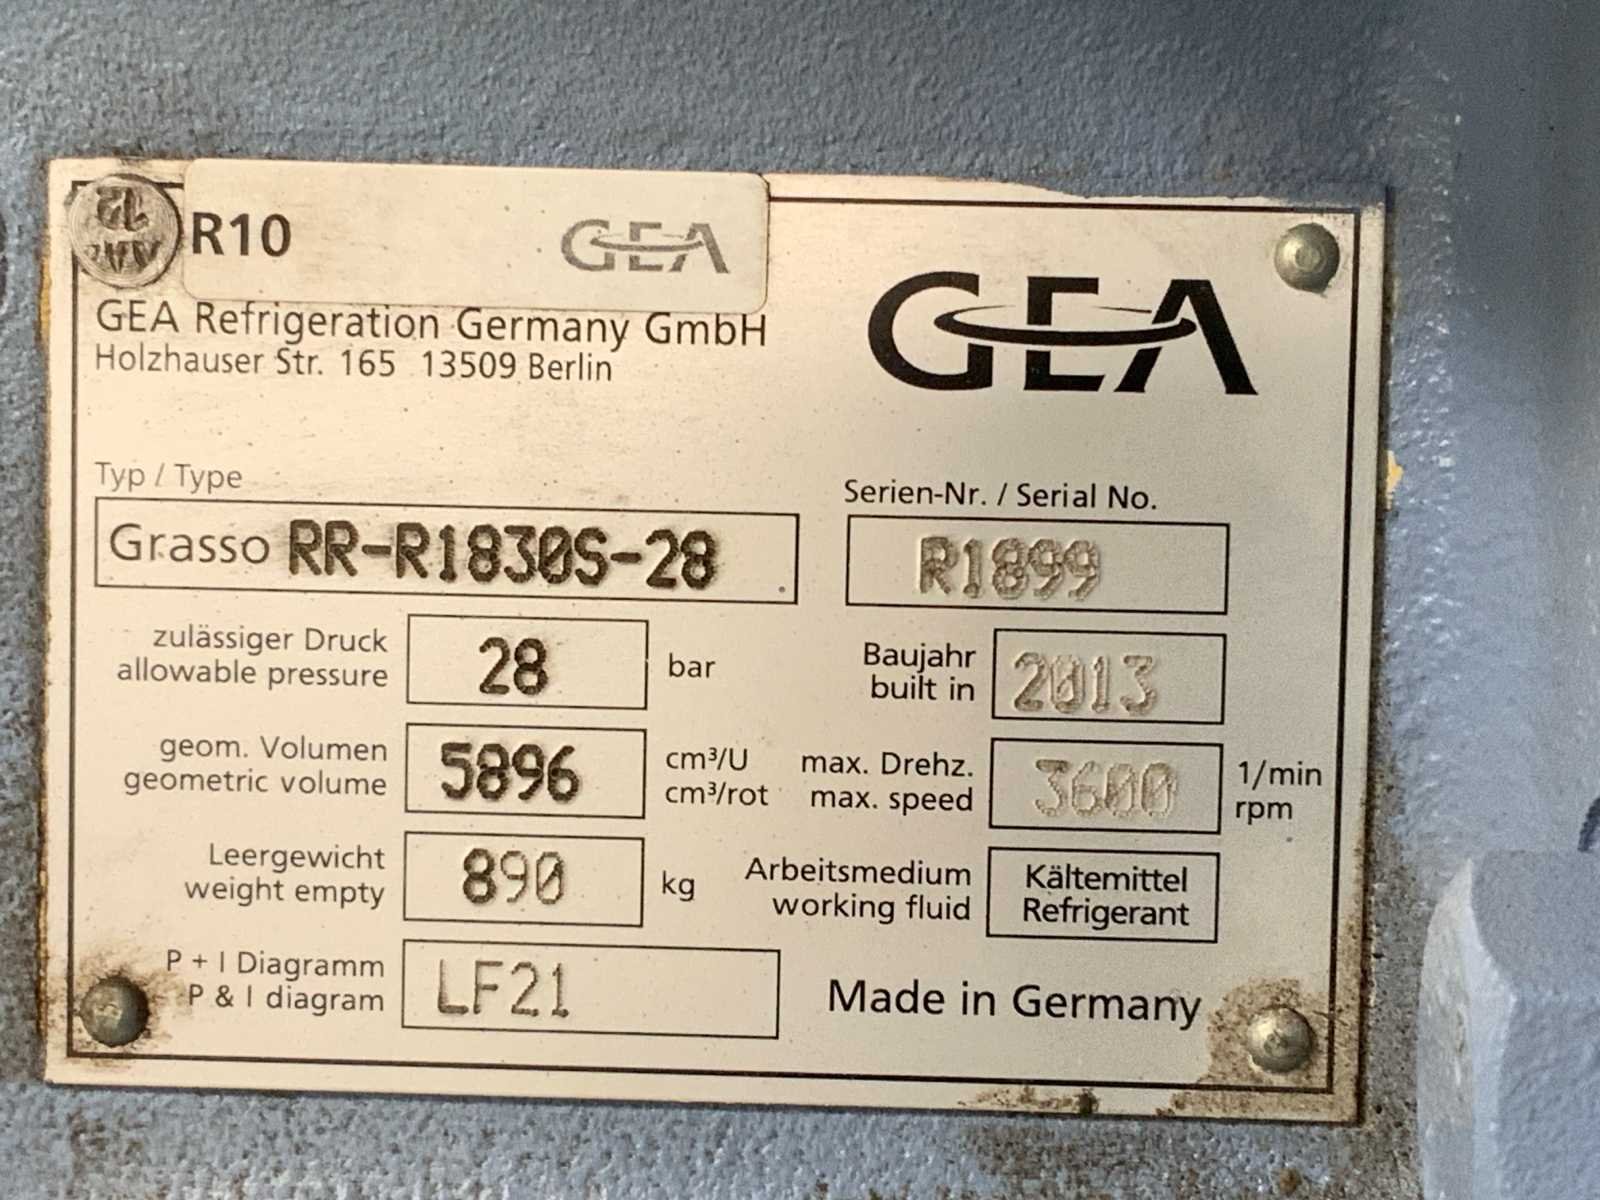 R10 GEA
GEA
GEA Refrigeration Germany GmbH
Holzhauser Str. 165 13509 Berlin
Typ / Type
Grasso RR-R1830S-28
Serien-Nr. / Serial No.
R1899
zulässiger Druck
allowable pressure
28
bar
Baujahr
built in
2013
geom. Volumen
geometric volume
5896
cm³/U
cm³/rot
max. Drehz.
max. speed
3600
1/min
rpm
Leergewicht
weight empty
890
kg
Arbeitsmedium
working fluid
Kältemittel
Refrigerant
P + I Diagramm
P & I diagram
LF21
Made in Germany